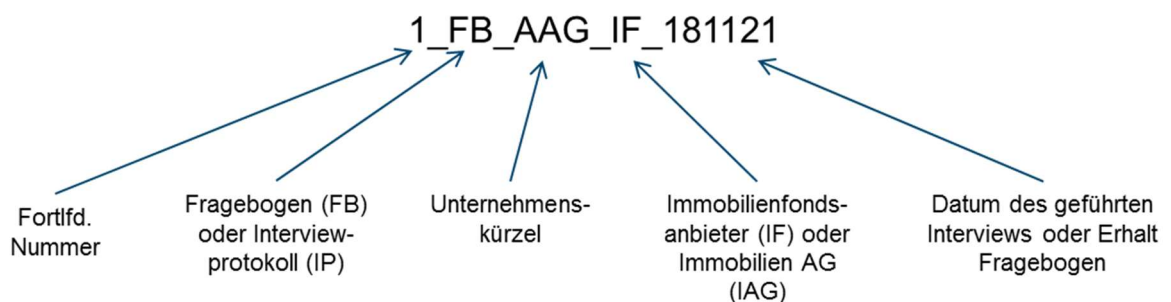 1_FB_AAG_IF_181121
Fortlfd.
Nummer
Fragebogen (FB)
oder Interview-
protokoll (IP)
Unternehmens-
kürzel
Immobilienfonds-
anbieter (IF) oder
Immobilien AG
(IAG)
Datum des geführten
Interviews oder Erhalt
Fragebogen